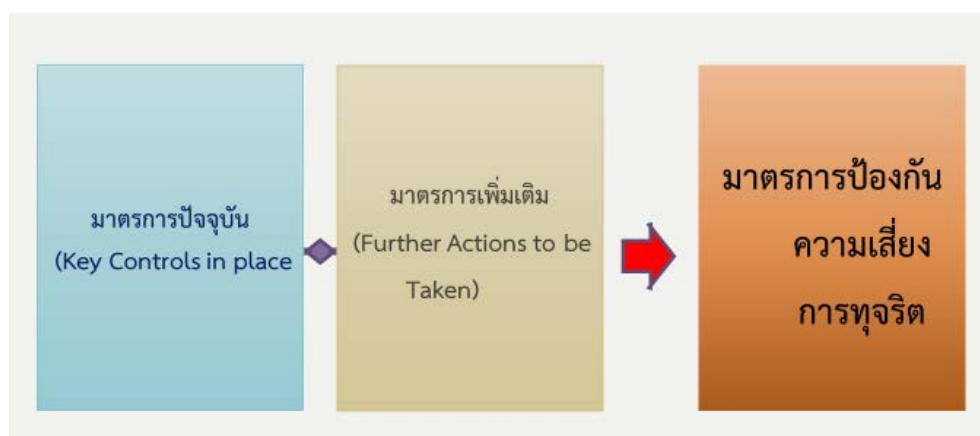 มาตรการปัจจุบัน
(Key Controls in place
มาตรการเพิ่มเติม
(Further Actions to be
Taken)
มาตรการป้องกัน
ความเสี่ยง
การทุจริต